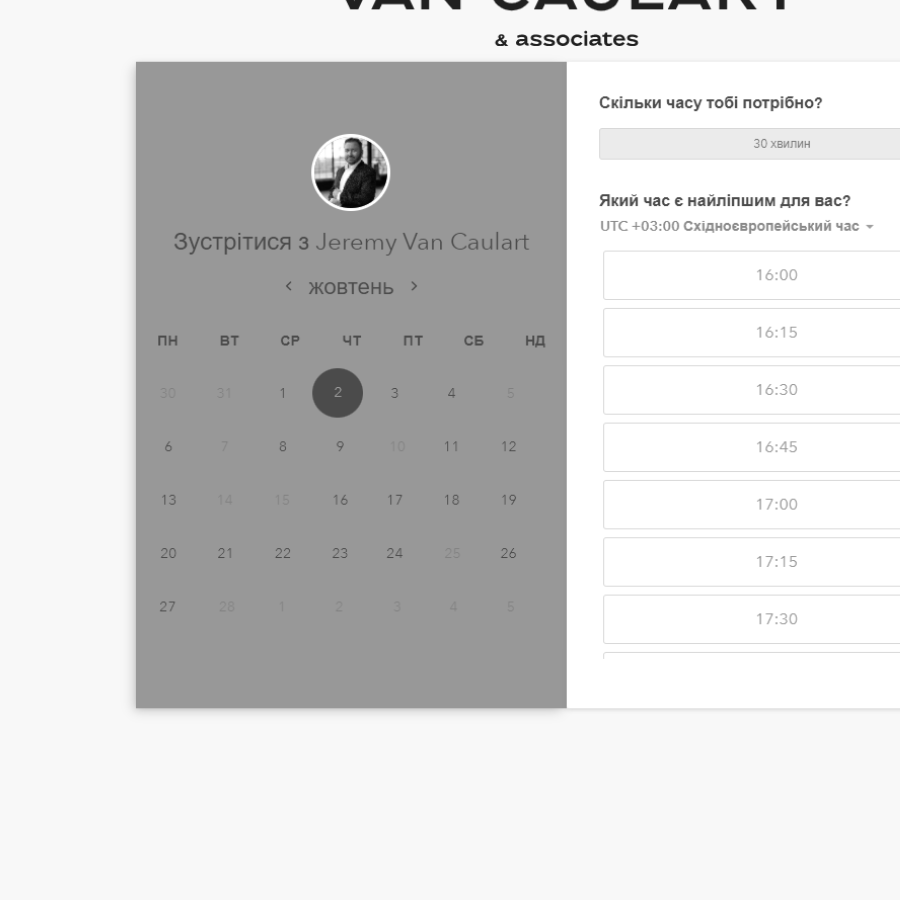 VAN CAULART
& associates
Зустрітися з Jeremy Van Caulart
жовтень
ПН ВТ СР ЧТ ПТ СБ НД
30 31 1 2 3 4 5
6 7 8 9 10 11 12
13 14 15 16 17 18 19
20 21 22 23 24 25 26
27 28 1 2 3 4 5
Скільки часу тобі потрібно?
30 хвилин
Який час є найліпшим для вас?
UTC +03:00 Східноєвропейський час
16:00
16:15
16:30
16:45
17:00
17:15
17:30